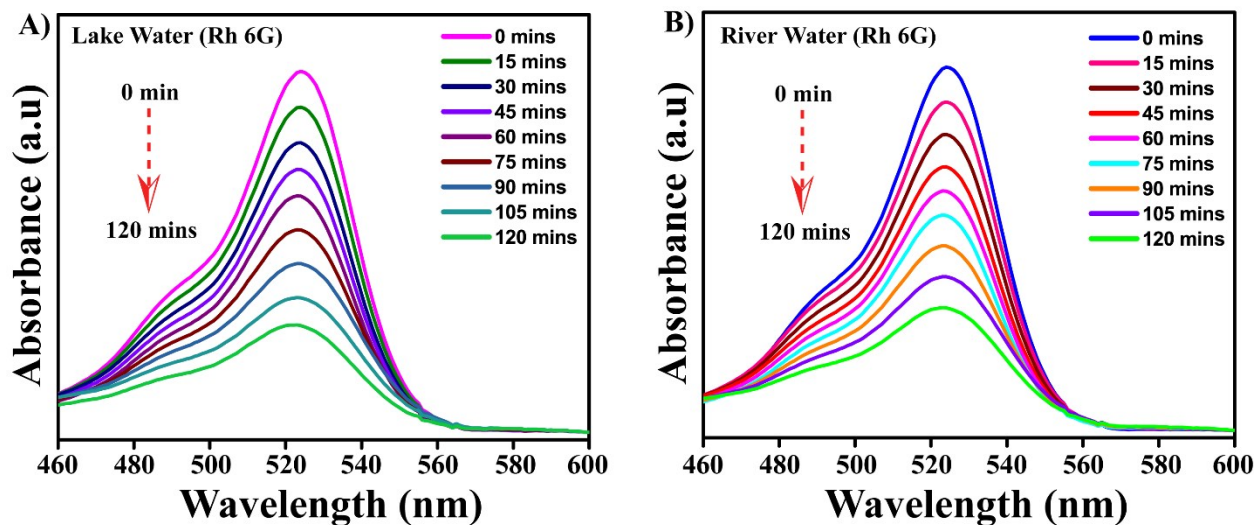 A)
Lake Water (Rh 6G)
0 min
120 mins
0 mins
15 mins
30 mins
45 mins
60 mins
75 mins
90 mins
105 mins
120 mins
Absorbance (a.u)
460 480 500 520 540 560 580 600
Wavelength (nm)
B)
River Water (Rh 6G)
0 min
120 mins
0 mins
15 mins
30 mins
45 mins
60 mins
75 mins
90 mins
105 mins
120 mins
Absorbance (a.u)
460 480 500 520 540 560 580 600
Wavelength (nm)